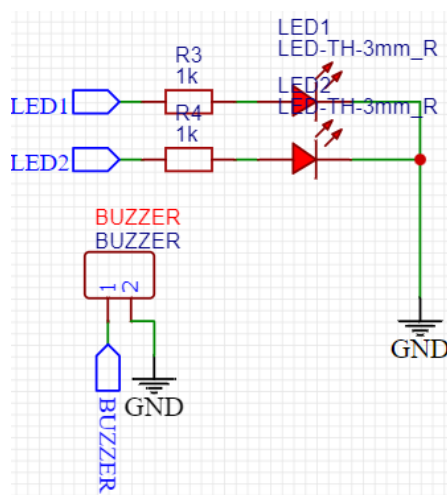 LED1
LED-TH-3mm_R
R3
1k
LED1
LED2
LED-TH-3mm_R
R4
1k
LED2
BUZZER
BUZZER
1
2
BUZZER
GND
GND